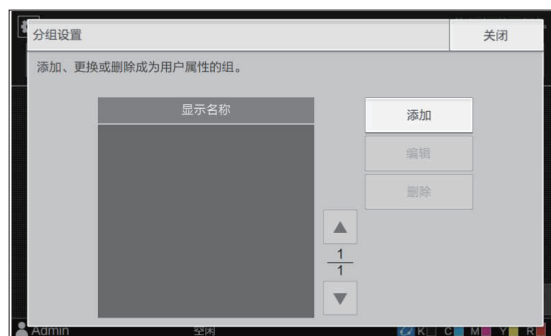 分组设置
关闭
添加、更换或删除成为用户属性的组。
显示名称
添加
编辑
删除
1
1
Admin
空闲
K C M Y R